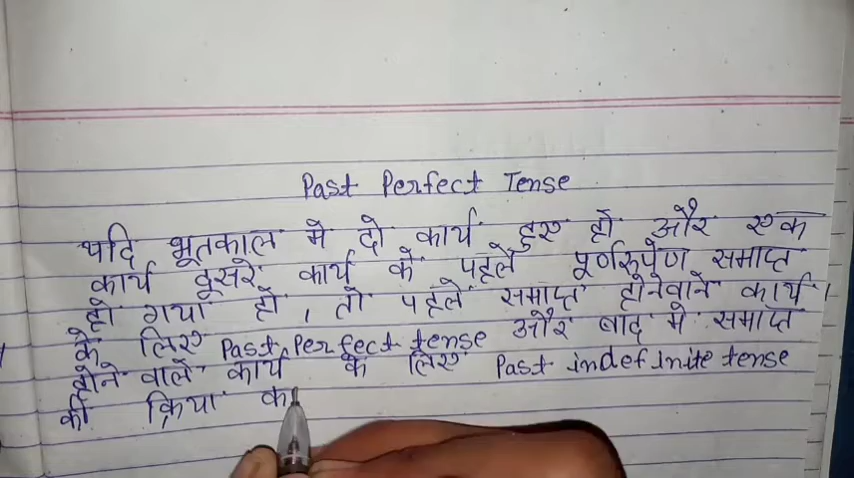 Past Perfect Tense
यदि भूतकाल मे दो कार्य हुए हों और एक
कार्य दूसरे कार्य के पहले पूर्णरुपेण समाप्त
हो गया हो, तो पहले समाप्त होनेवाने कार्य
के लिए Past Perfect tense और बाद मे समाप्त
होने वाले कार्य के लिए Past indefinite tense
की क्रिया क